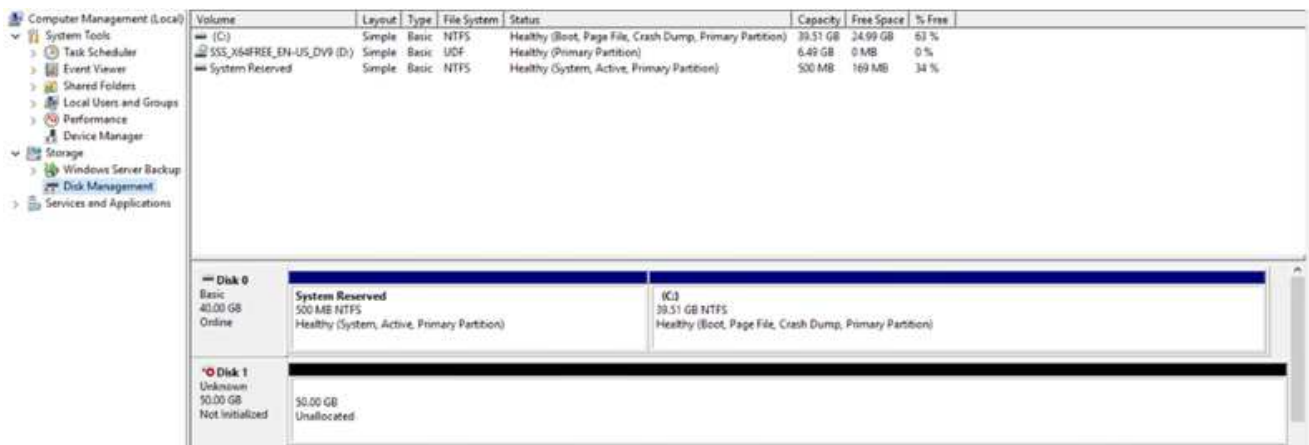 Computer Management (Local)
System Tools
Task Scheduler
Event Viewer
Shared Folders
Local Users and Groups
Performance
Device Manager
Storage
Windows Server Backup
Disk Management
Services and Applications
Volume Layout Type File System Status Capacity Free Space % Free
(C:) Simple Basic NTFS Healthy (Boot, Page File, Crash Dump, Primary Partition) 39.51 GB 24.99 GB 63 %
SSS_X64FREE_EN-US_DV9 (D:) Simple Basic UDF Healthy (Primary Partition) 6.49 GB 0 MB 0 %
System Reserved Simple Basic NTFS Healthy (System, Active, Primary Partition) 500 MB 169 MB 34 %
Disk 0
Basic
40.00 GB
Online
System Reserved
500 MB NTFS
Healthy (System, Active, Primary Partition)
(C:)
39.51 GB NTFS
Healthy (Boot, Page File, Crash Dump, Primary Partition)
Disk 1
Unknown
50.00 GB
Not Initialized
50.00 GB
Unallocated